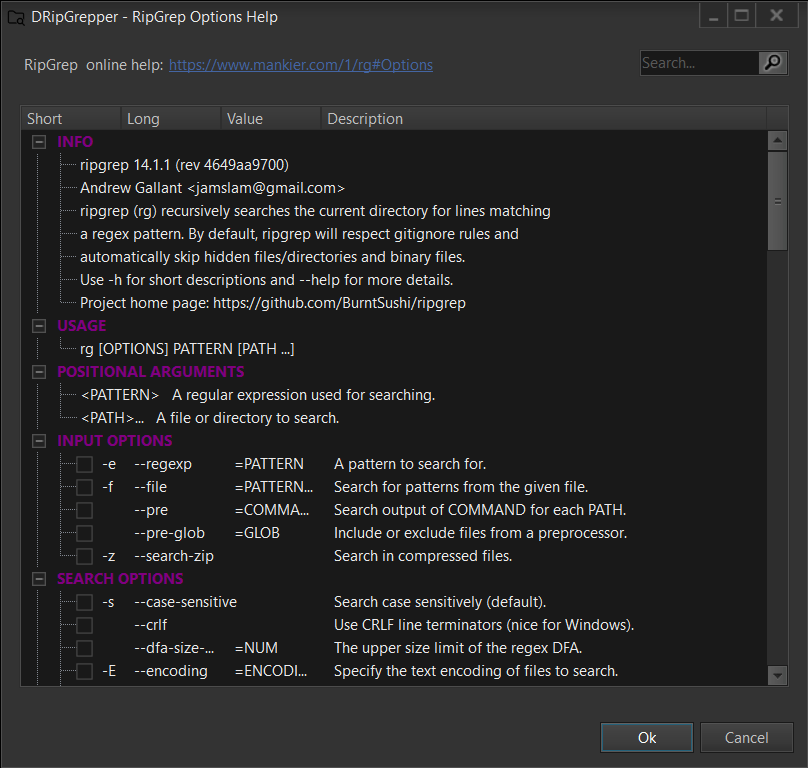 DRipGrepper - RipGrep Options Help
RipGrep online help: https://www.mankier.com/1/rg#Options
Search...
Short Long Value Description
INFO
ripgrep 14.1.1 (rev 4649aa9700)
Andrew Gallant <jamslam@gmail.com>
ripgrep (rg) recursively searches the current directory for lines matching
a regex pattern. By default, ripgrep will respect gitignore rules and
automatically skip hidden files/directories and binary files.
Use -h for short descriptions and --help for more details.
Project home page: https://github.com/BurntSushi/ripgrep
USAGE
rg [OPTIONS] PATTERN [PATH ...]
POSITIONAL ARGUMENTS
<PATTERN> A regular expression used for searching.
<PATH>... A file or directory to search.
INPUT OPTIONS
-e --regexp =PATTERN A pattern to search for.
-f --file =PATTERN... Search for patterns from the given file.
--pre =COMMA... Search output of COMMAND for each PATH.
--pre-glob =GLOB Include or exclude files from a preprocessor.
-z --search-zip Search in compressed files.
SEARCH OPTIONS
-s --case-sensitive Search case sensitively (default).
--crlf Use CRLF line terminators (nice for Windows).
--dfa-size-... =NUM The upper size limit of the regex DFA.
-E --encoding =ENCODI... Specify the text encoding of files to search.
Ok Cancel